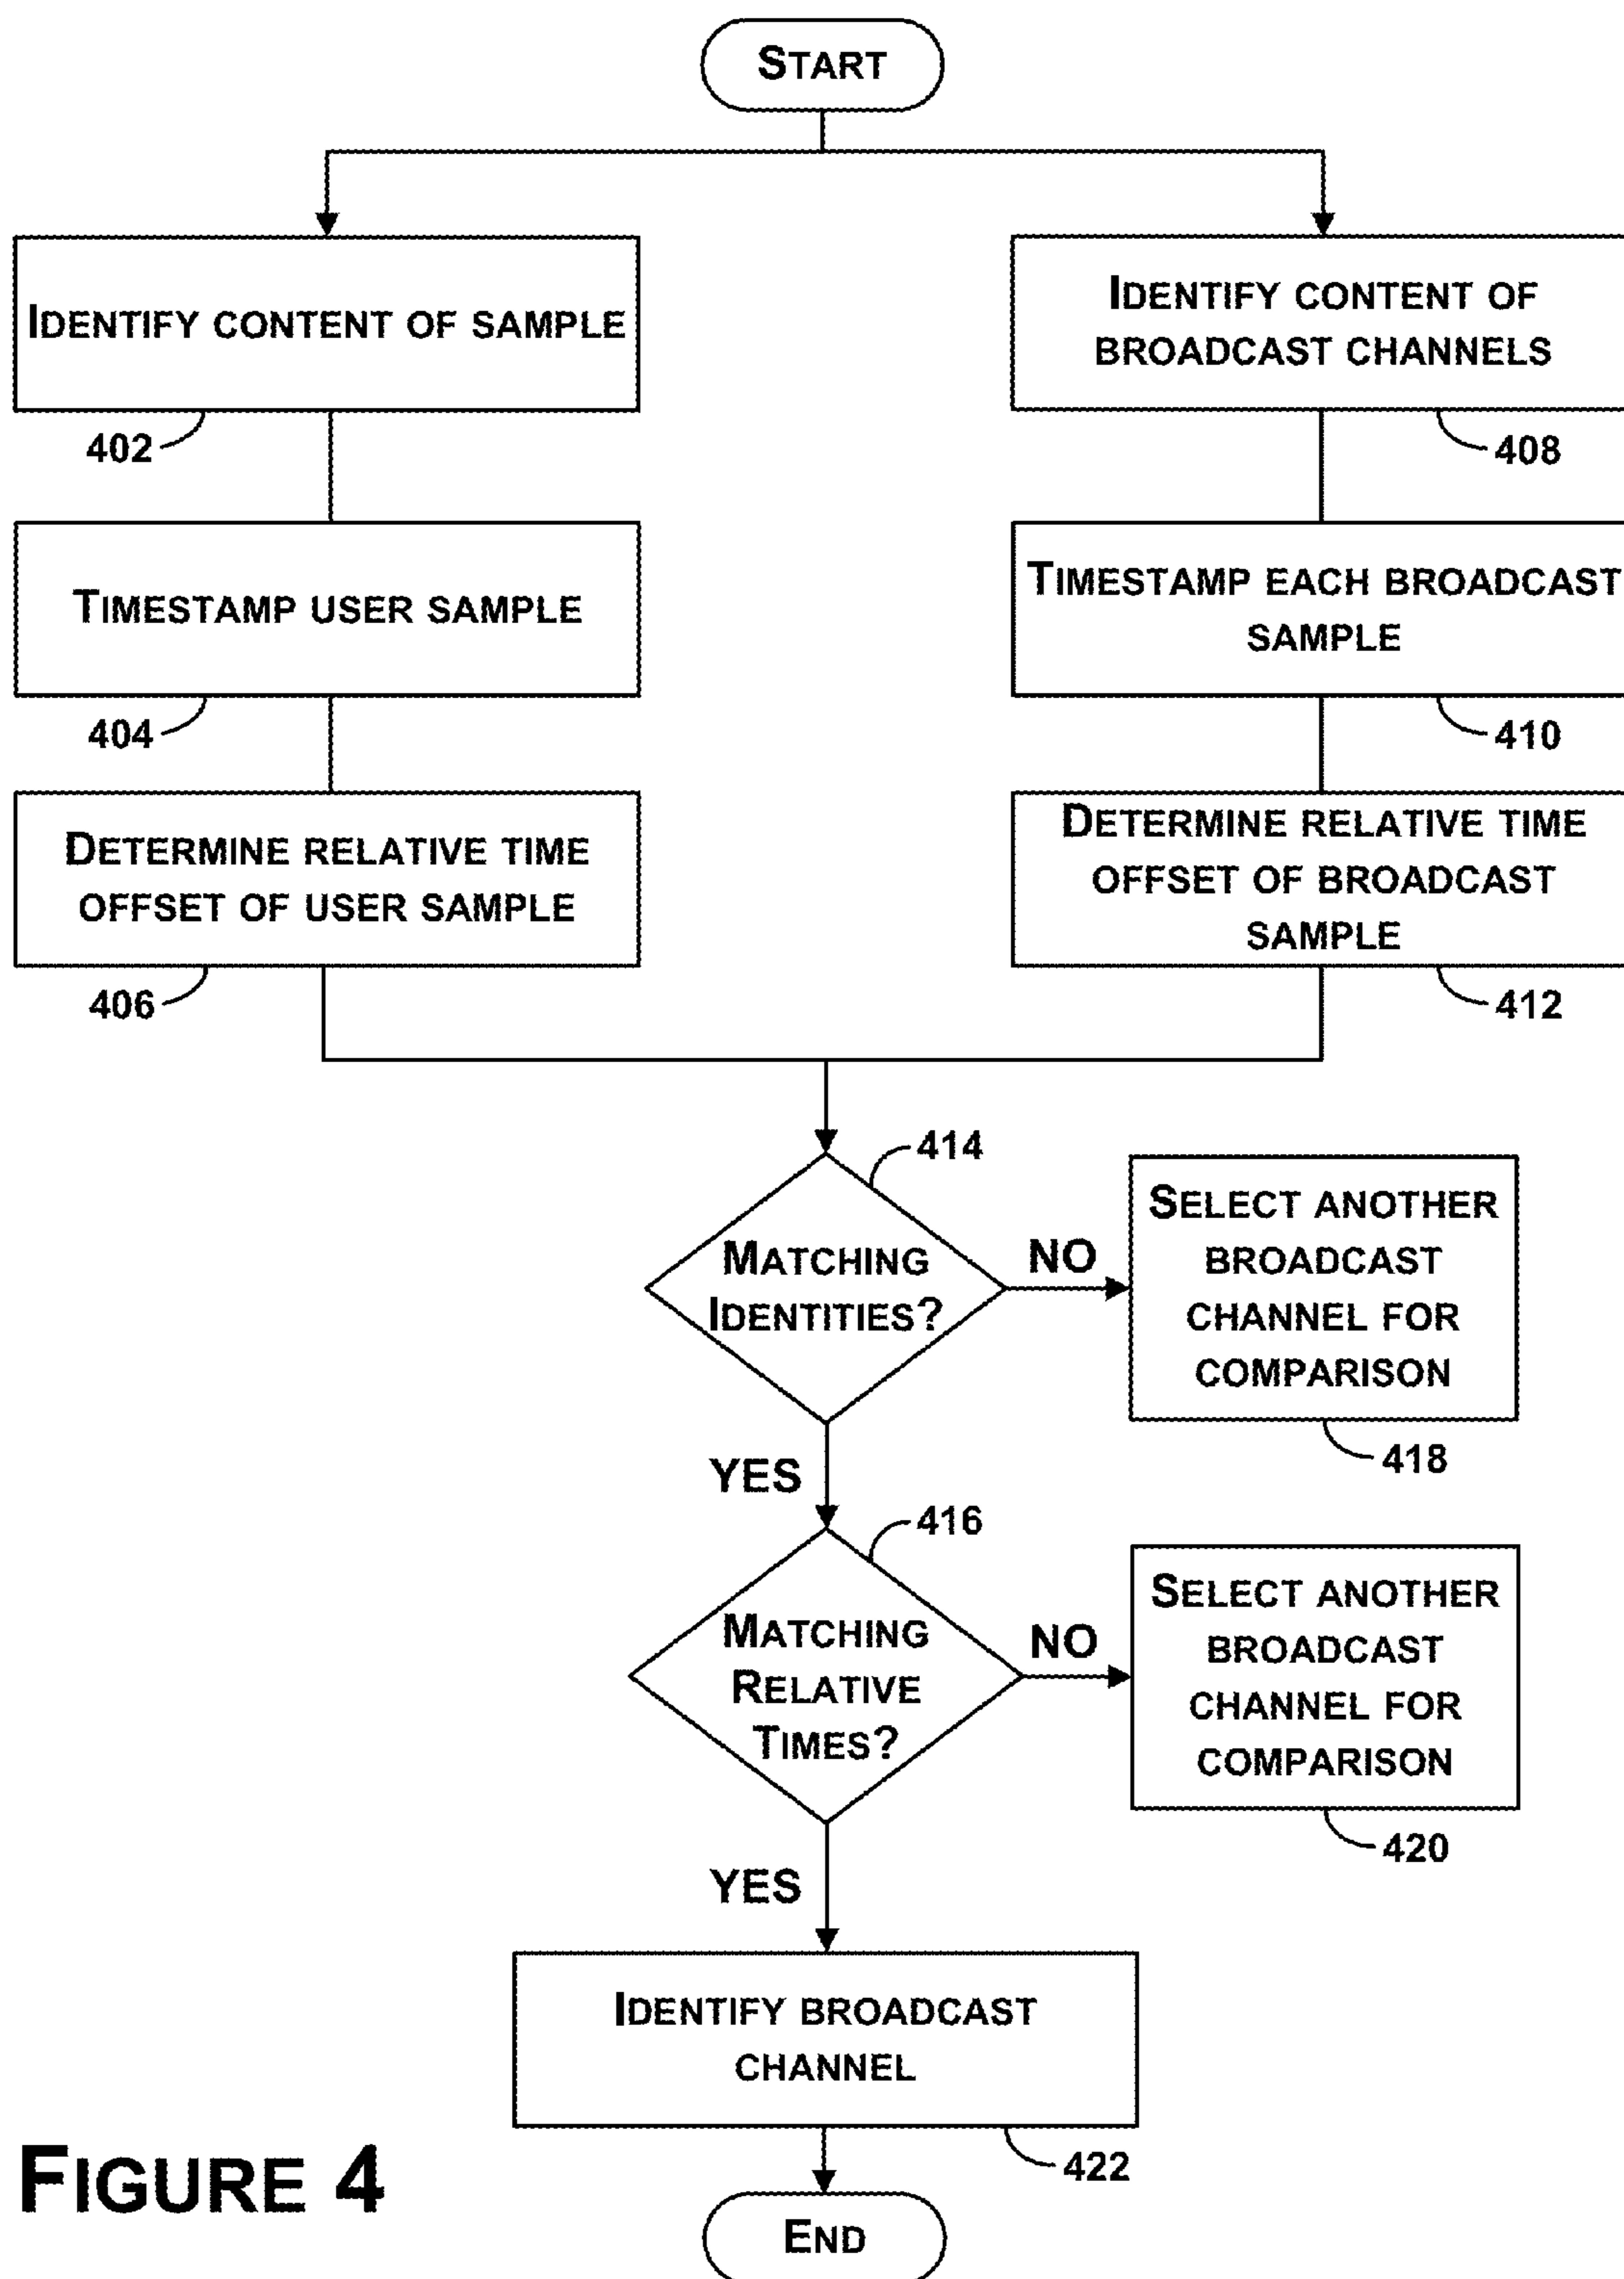 START
IDENTIFY CONTENT OF SAMPLE
402
TIMESTAMP USER SAMPLE
404
DETERMINE RELATIVE TIME
OFFSET OF USER SAMPLE
406
IDENTIFY CONTENT OF
BROADCAST CHANNELS
408
TIMESTAMP EACH BROADCAST
SAMPLE
410
DETERMINE RELATIVE TIME
OFFSET OF BROADCAST
SAMPLE
412
414
MATCHING
IDENTITIES?
NO
SELECT ANOTHER
BROADCAST
CHANNEL FOR
COMPARISON
418
YES
416
MATCHING
RELATIVE
TIMES?
NO
SELECT ANOTHER
BROADCAST
CHANNEL FOR
COMPARISON
420
YES
IDENTIFY BROADCAST
CHANNEL
422
END
FIGURE 4